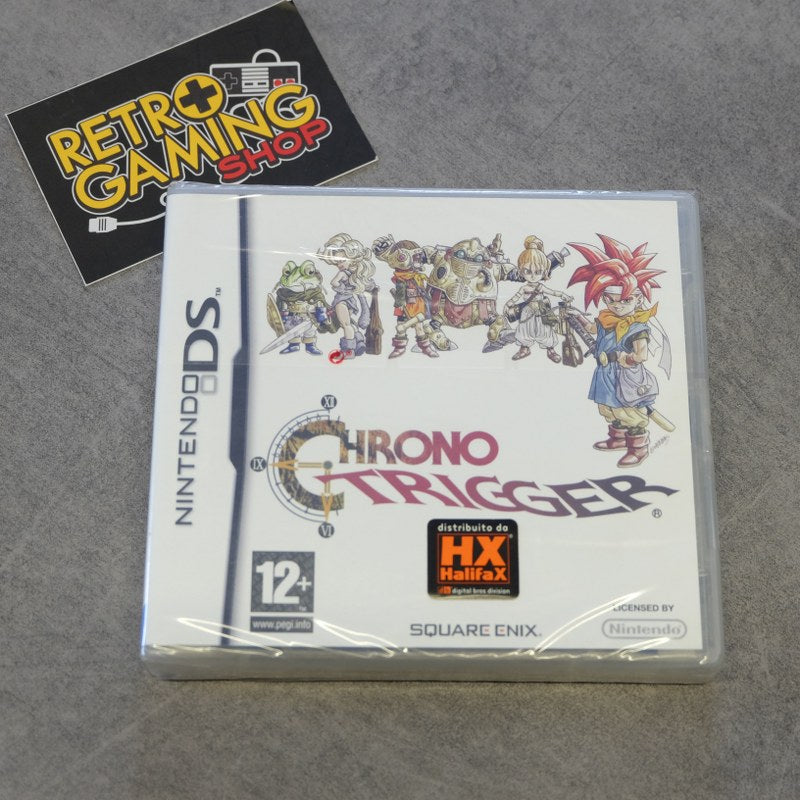 RETRO
GAMING
SHOP
NINTENDO DS™
XII
IX
VI
CHRONO
TRIGGER®
distribuito da
HX®
HalifaX
digital bros division
12+
www.pegi.info
SQUARE ENIX.
LICENSED BY
Nintendo